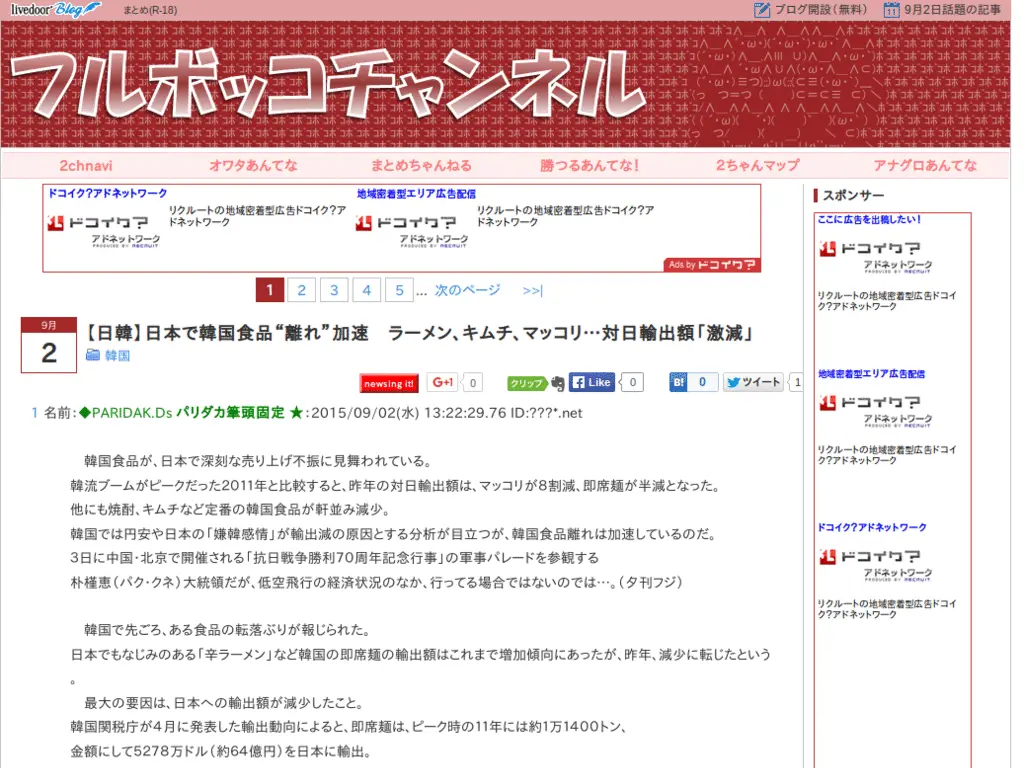 livedoor Blog まとめ(R-18) ブログ開設(無料) 9月2日話題の記事
フルボッコチャンネル
2chnavi オワタあんてな まとめちゃんねる 勝つるあんてな! 2ちゃんマップ アナグロあんてな
ドコイク?アドネットワーク
ドコイク?
アドネットワーク
PRODUCED BY RECRUIT
リクルートの地域密着型広告ドコイク?ア
ドネットワーク
地域密着型エリア広告配信
ドコイク?
アドネットワーク
PRODUCED BY RECRUIT
リクルートの地域密着型広告ドコイク?ア
ドネットワーク
Ads by ドコイク?
1 2 3 4 5 ... 次のページ >>|
9月
2
【日韓】日本で韓国食品“離れ”加速　ラーメン、キムチ、マッコリ…対日輸出額「激減」
韓国
newsing it! G+1 0 クリップ Like 0 B! 0 ツイート 1
1 名前:◆PARIDAK.Ds パリダカ筆頭固定 ★:2015/09/02(水) 13:22:29.76 ID:???*.net
韓国食品が、日本で深刻な売り上げ不振に見舞われている。
韓流ブームがピークだった2011年と比較すると、昨年の対日輸出額は、マッコリが8割減、即席麺が半減となった。
他にも焼酎、キムチなど定番の韓国食品が軒並み減少。
韓国では円安や日本の「嫌韓感情」が輸出減の原因とする分析が目立つが、韓国食品離れは加速しているのだ。
3日に中国・北京で開催される「抗日戦争勝利70周年記念行事」の軍事パレードを参観する
朴槿恵(パク・クネ)大統領だが、低空飛行の経済状況のなか、行ってる場合ではないのでは…。(夕刊フジ)
韓国で先ごろ、ある食品の転落ぶりが報じられた。
日本でもなじみのある「辛ラーメン」など韓国の即席麺の輸出額はこれまで増加傾向にあったが、昨年、減少に転じたという
。
最大の要因は、日本への輸出額が減少したこと。
韓国関税庁が4月に発表した輸出動向によると、即席麺は、ピーク時の11年には約1万1400トン、
金額にして5278万ドル(約64億円)を日本に輸出。
スポンサー
ここに広告を出稿したい!
ドコイク?
アドネットワーク
PRODUCED BY RECRUIT
リクルートの地域密着型広告ドコイ
ク?アドネットワーク
地域密着型エリア広告配信
ドコイク?
アドネットワーク
PRODUCED BY RECRUIT
リクルートの地域密着型広告ドコイ
ク?アドネットワーク
ドコイク?アドネットワーク
ドコイク?
アドネットワーク
PRODUCED BY RECRUIT
リクルートの地域密着型広告ドコイ
ク?アドネットワーク